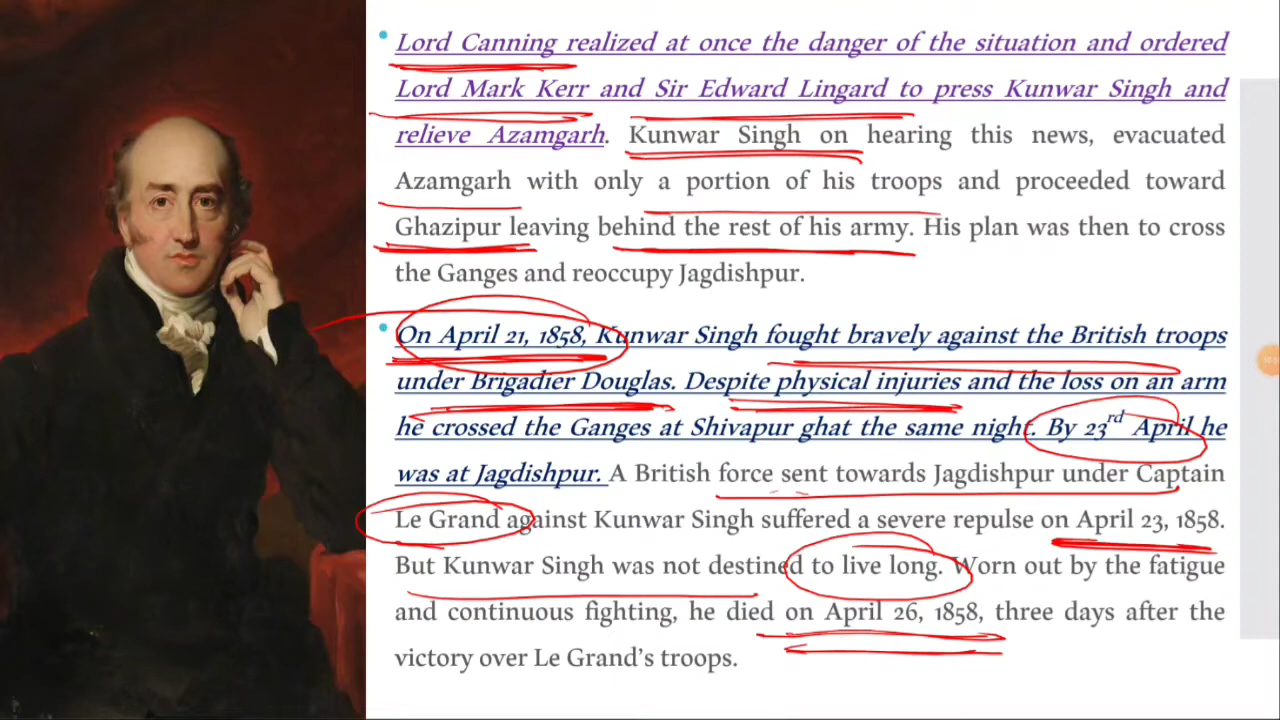 Lord Canning realized at once the danger of the situation and ordered
Lord Mark Kerr and Sir Edward Lingard to press Kunwar Singh and
relieve Azamgarh. Kunwar Singh on hearing this news, evacuated
Azamgarh with only a portion of his troops and proceeded toward
Ghazipur leaving behind the rest of his army. His plan was then to cross
the Ganges and reoccupy Jagdishpur.
On April 21, 1858, Kunwar Singh fought bravely against the British troops
under Brigadier Douglas. Despite physical injuries and the loss on an arm
he crossed the Ganges at Shivapur ghat the same night. By 23rd April he
was at Jagdishpur. A British force sent towards Jagdishpur under Captain
Le Grand against Kunwar Singh suffered a severe repulse on April 23, 1858.
But Kunwar Singh was not destined to live long. Worn out by the fatigue
and continuous fighting, he died on April 26, 1858, three days after the
victory over Le Grand's troops.